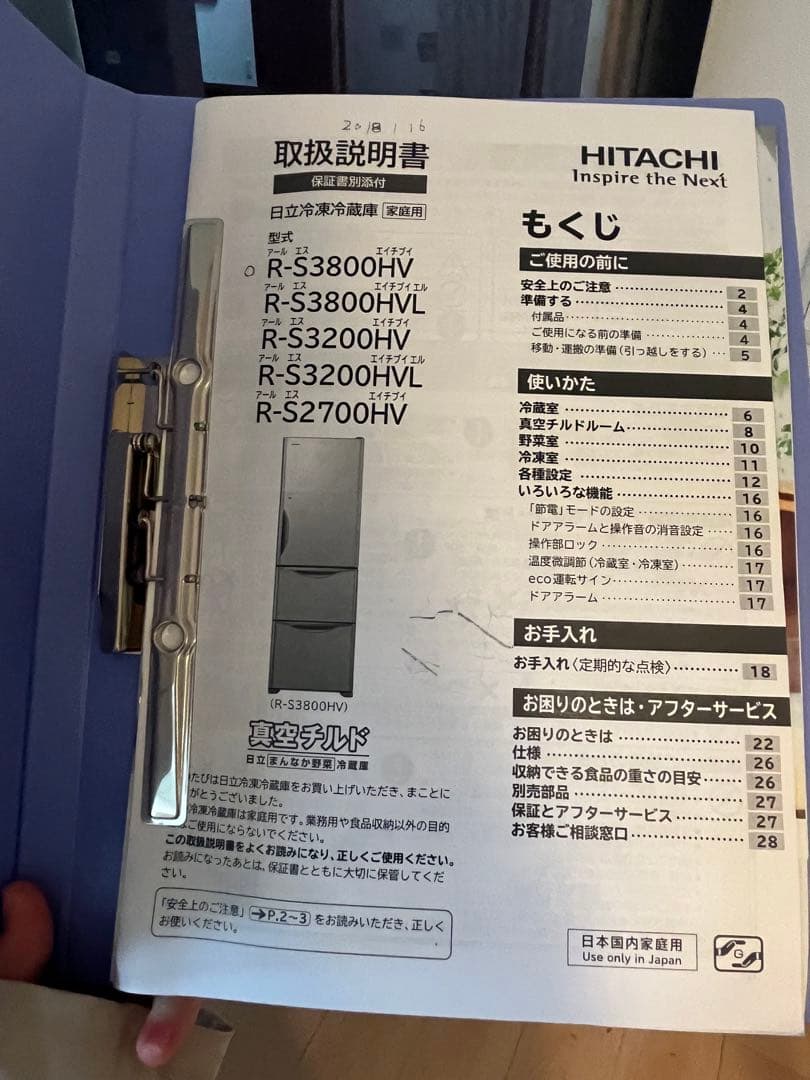 2018 1 16
取扱説明書
保証書別添付
日立冷凍冷蔵庫 家庭用
型式
アール エス エイチブイ
R-S3800HV
アール エス エイチブイ エル
R-S3800HVL
アール エス エイチブイ
R-S3200HV
アール エス エイチブイ エル
R-S3200HVL
アール エス エイチブイ
R-S2700HV
(R-S3800HV)
真空チルド
日立 まんなか野菜 冷蔵庫
たびは日立冷凍冷蔵庫をお買い上げいただき、まことに
がとうございました。
冷凍冷蔵庫は家庭用です。業務用や食品収納以外の目的
はご使用にならないでください。
この取扱説明書をよくお読みになり、正しくご使用ください。
お読みになったあとは、保証書とともに大切に保管してくだ
さい。
「安全上のご注意」→P.2~3 をお読みいただき、正しく
お使いください。
HITACHI
Inspire the Next
もくじ
ご使用の前に
安全上のご注意 2
準備する 4
付属品 4
ご使用になる前の準備 4
移動・運搬の準備(引っ越しをする) 5
使いかた
冷蔵室 6
真空チルドルーム 8
野菜室 10
冷凍室 11
各種設定 12
いろいろな機能 16
「節電」モードの設定 16
ドアアラームと操作音の消音設定 16
操作部ロック 16
温度微調節(冷蔵室・冷凍室) 17
eco運転サイン 17
ドアアラーム 17
お手入れ
お手入れ〈定期的な点検〉 18
お困りのときは・アフターサービス
お困りのときは 22
仕様 26
収納できる食品の重さの目安 26
別売部品 27
保証とアフターサービス 27
お客様ご相談窓口 28
日本国内家庭用
Use only in Japan
G